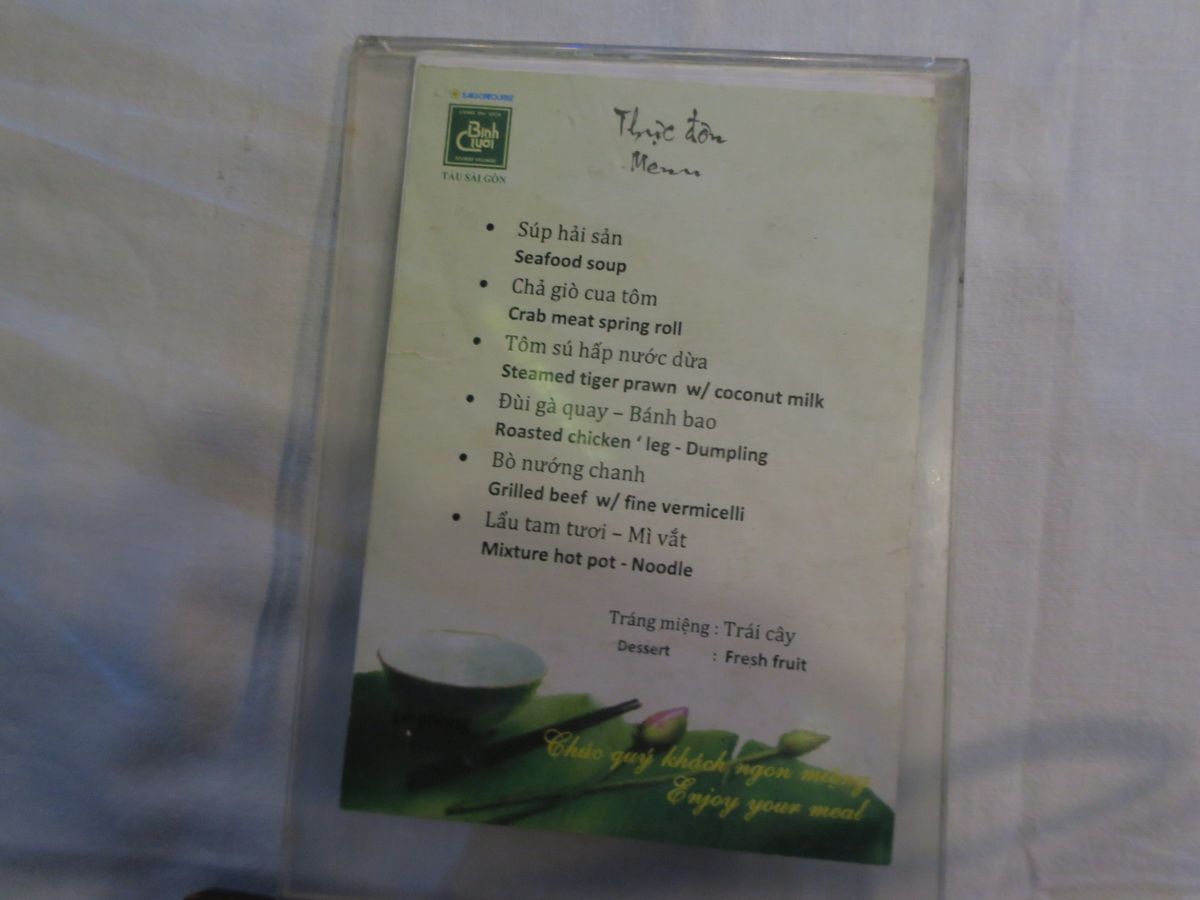 SAIGONTOURIST
Bình
Quới
TÀU SÀI GÒN
Thực đơn
Menu
• Súp hải sản
Seafood soup
• Chả giò cua tôm
Crab meat spring roll
• Tôm sú hấp nước dừa
Steamed tiger prawn w/ coconut milk
• Đùi gà quay – Bánh bao
Roasted chicken ‘ leg - Dumpling
• Bò nướng chanh
Grilled beef w/ fine vermicelli
• Lẩu tam tươi – Mì vắt
Mixture hot pot - Noodle
Tráng miệng : Trái cây
Dessert : Fresh fruit
Chúc quý khách ngon miệng
Enjoy your meal